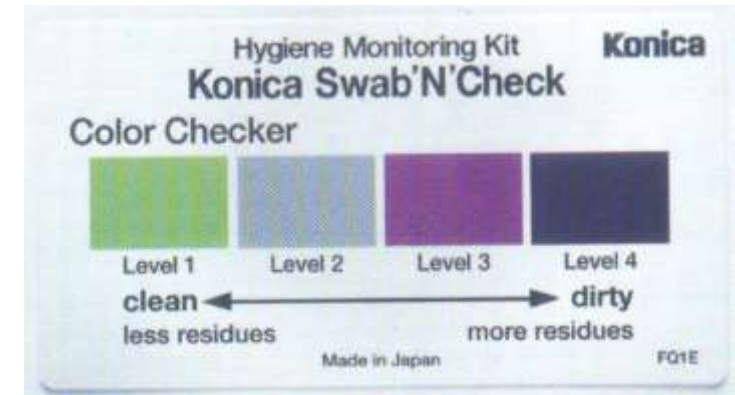 Hygiene Monitoring Kit Konica
Konica Swab'N'Check
Color Checker
Level 1 Level 2 Level 3 Level 4
clean dirty
less residues more residues
Made in Japan FQ1E